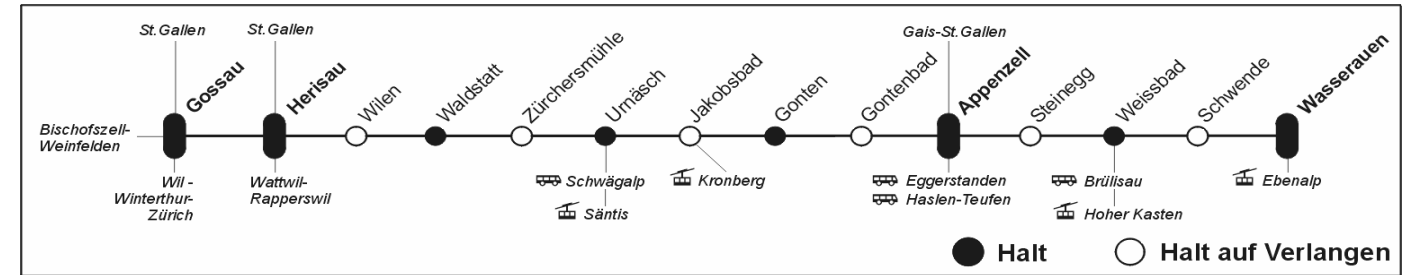 St.Gallen
St.Gallen
Gais-St.Gallen
Gossau
Herisau
Wilen
Waldstatt
Zürchersmühle
Urnäsch
Jakobsbad
Gonten
Gontenbad
Appenzell
Steinegg
Weissbad
Schwende
Wasserauen
Bischofszell-
Weinfelden
Wil -
Winterthur-
Zürich
Wattwil-
Rapperswil
Schwägalp
Säntis
Kronberg
Eggerstanden
Haslen-Teufen
Brülisau
Hoher Kasten
Ebenalp
Halt
Halt auf Verlangen